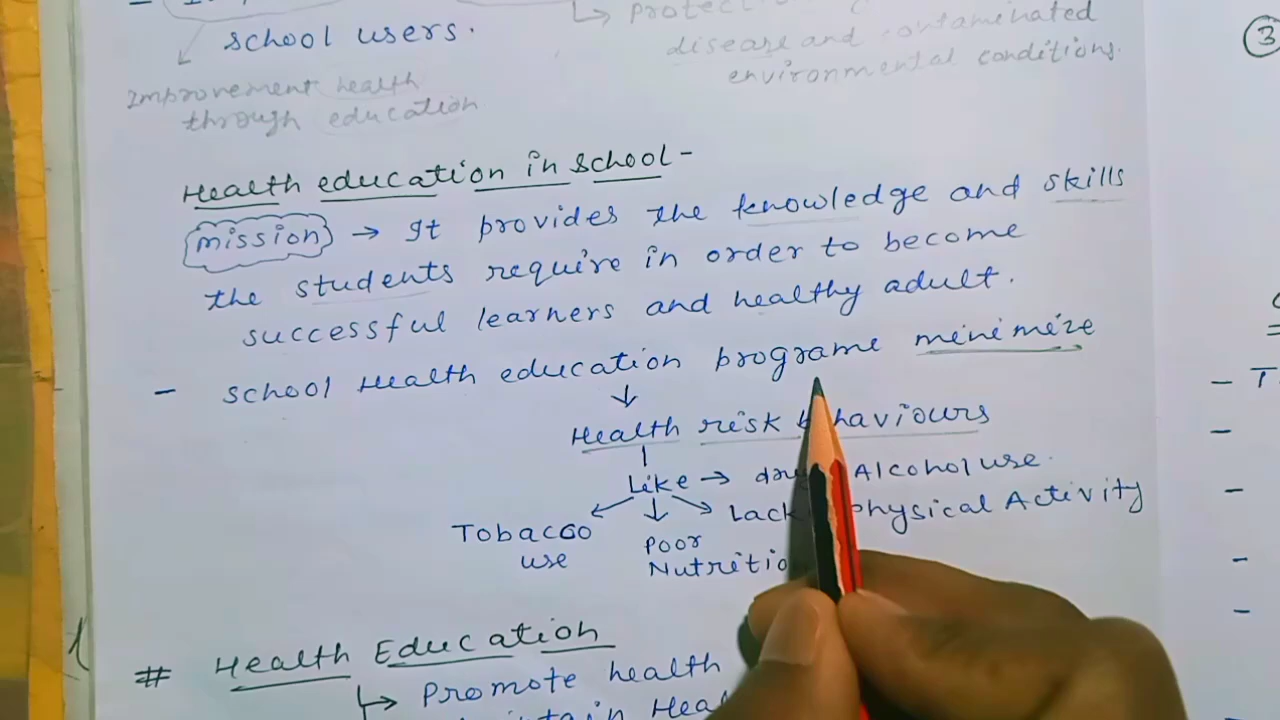 school users.
Protec
disease and contaminated
environmental conditions.
Improvement health
through education
3
Health education in school -
mission → It provides the knowledge and skills
the students require in order to become
successful learners and healthy adult.
- school Health education programe minimize
Health risk behaviours
Like → Alcohol use.
Tobacco use
Poor Nutritio
Lack physical Activity
# Health Education
Promote health